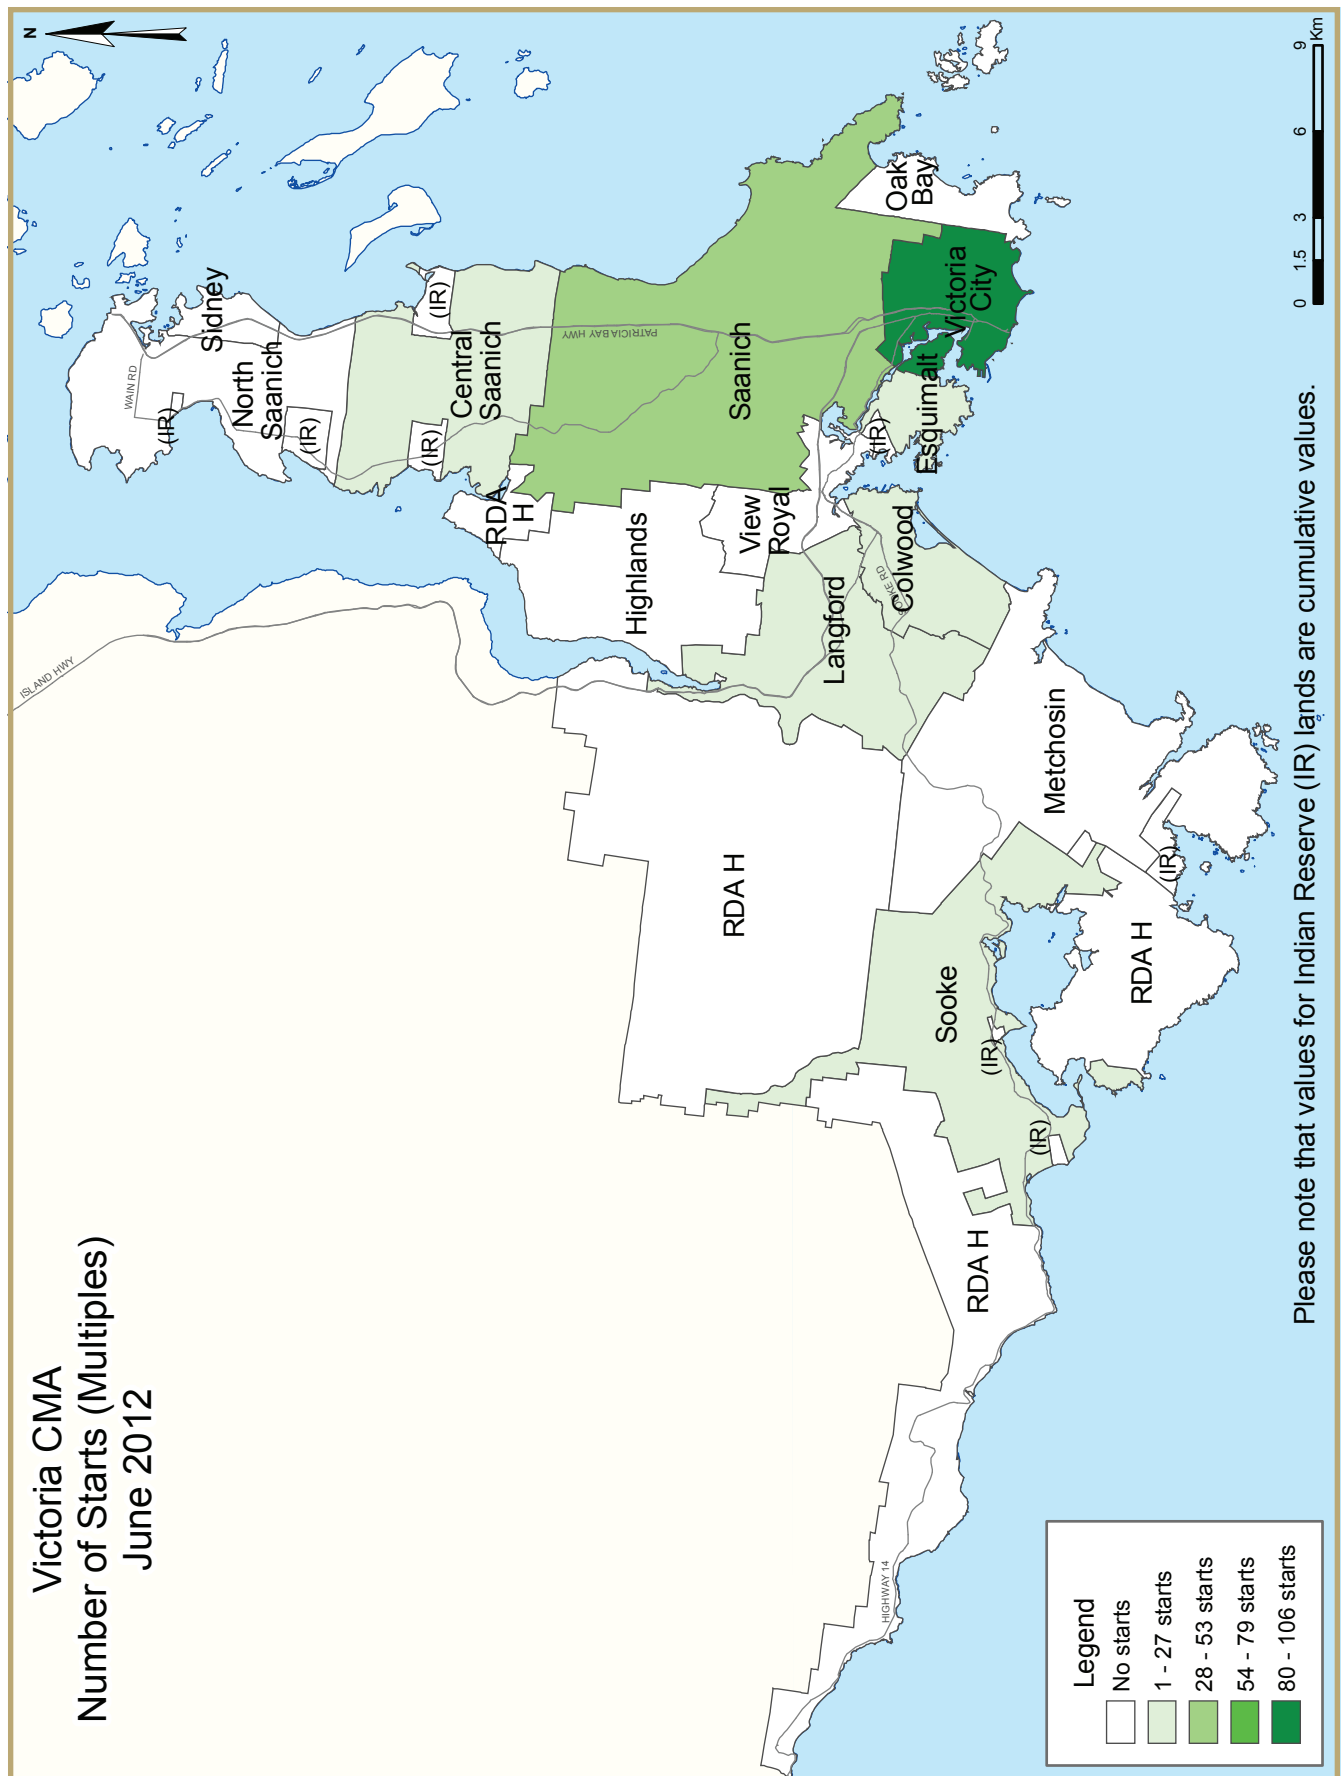 Victoria CMA
Number of Starts (Multiples)
June 2012
N
ISLAND HWY
WAIN RD
(IR)
North
Saanich
Sidney
(IR)
(IR)
Central
Saanich
(IR)
PATRICIA BAY HWY
RDA
H
Highlands
Saanich
View
Royal
Langford
Colwood
SOOKE RD
(IR)
Esquimalt
Victoria
City
Oak
Bay
RDA H
Metchosin
Sooke
(IR)
(IR)
(IR)
RDA H
RDA H
HIGHWAY 14
Legend
No starts
1 - 27 starts
28 - 53 starts
54 - 79 starts
80 - 106 starts
0 1.5 3 6 9
Km
Please note that values for Indian Reserve (IR) lands are cumulative values.